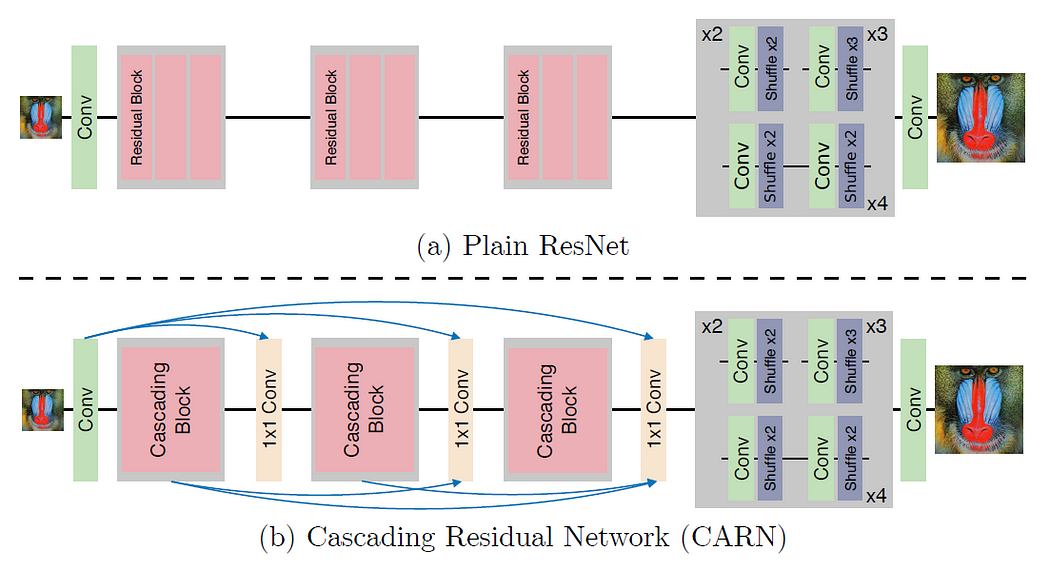 Conv
Residual Block
Residual Block
Residual Block
x2
Conv
Shuffle x2
Conv
Shuffle x3
x3
Conv
Shuffle x2
Conv
Shuffle x2
x4
Conv
(a) Plain ResNet
Conv
Cascading
Block
1x1 Conv
Cascading
Block
1x1 Conv
Cascading
Block
1x1 Conv
x2
Conv
Shuffle x2
Conv
Shuffle x3
x3
Conv
Shuffle x2
Conv
Shuffle x2
x4
Conv
(b) Cascading Residual Network (CARN)